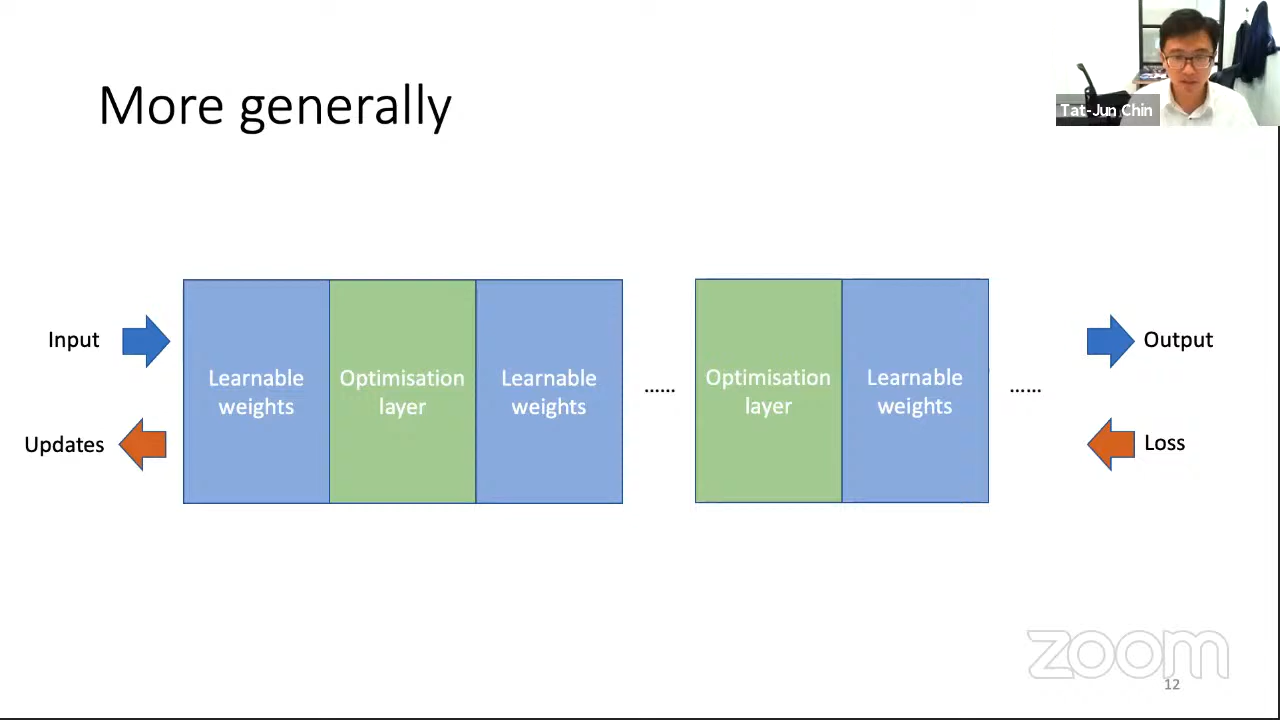 More generally
Tat-Jun Chin
Input
Updates
Learnable
weights
Optimisation
layer
Learnable
weights
......
Optimisation
layer
Learnable
weights
......
Output
Loss
zoom
12